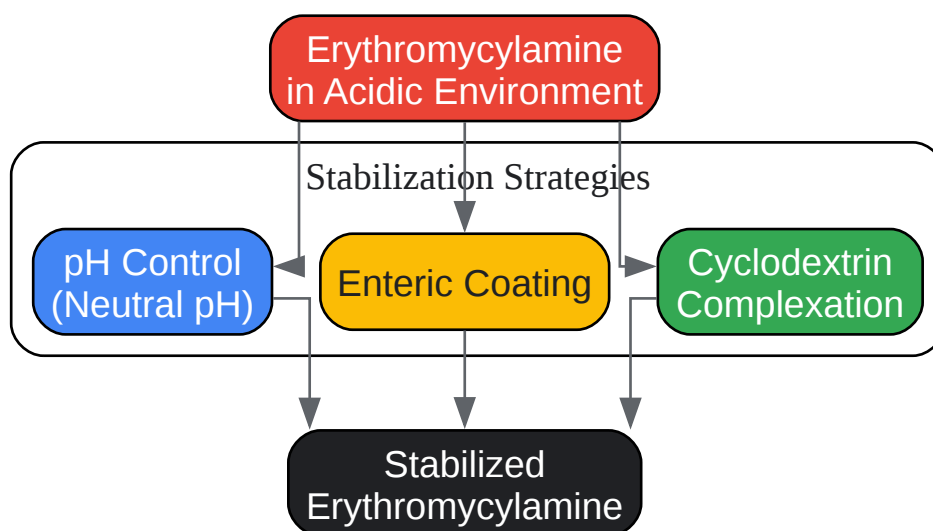 Erythromycylamine
in Acidic Environment
Stabilization Strategies
pH Control
(Neutral pH)
Enteric Coating
Cyclodextrin
Complexation
Stabilized
Erythromycylamine